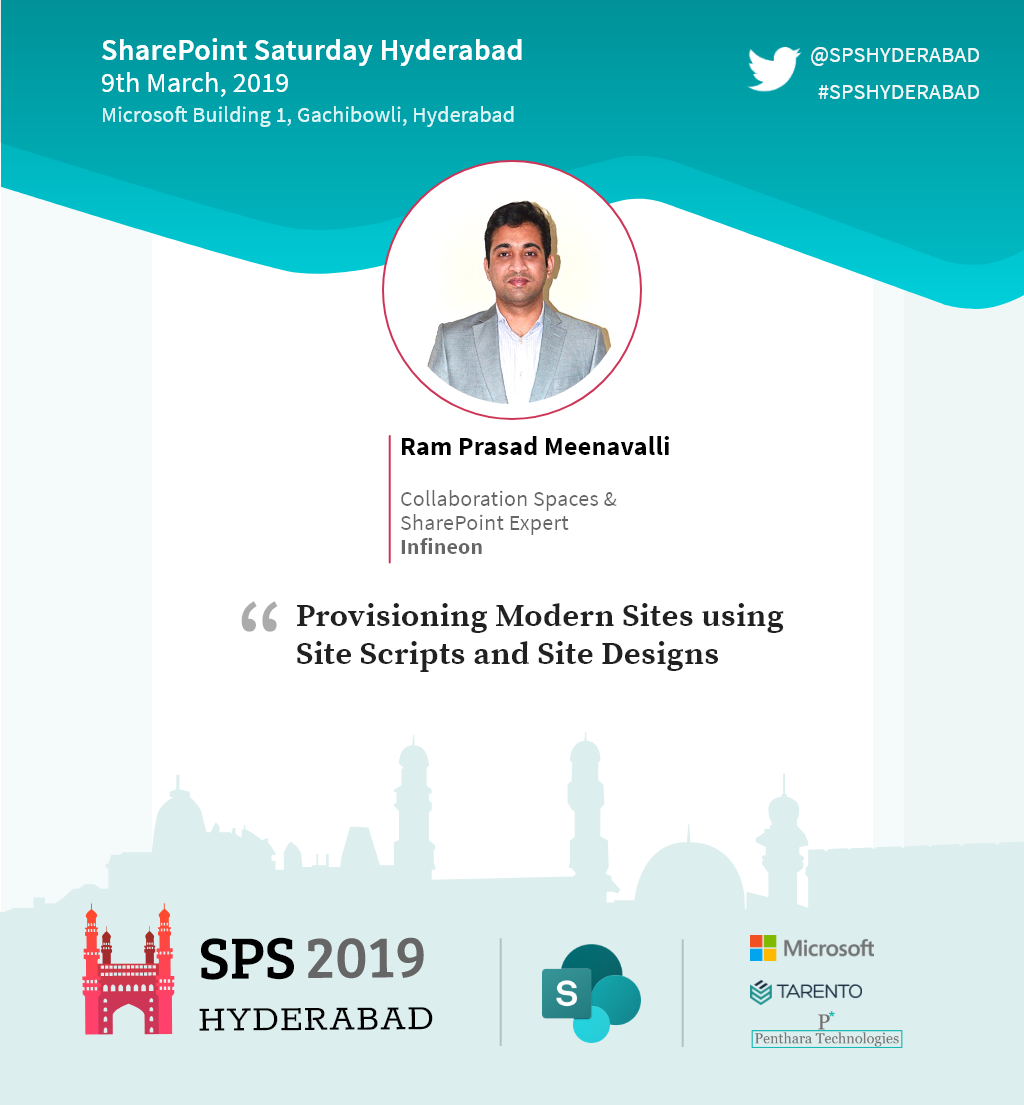 SharePoint Saturday Hyderabad
9th March, 2019
Microsoft Building 1, Gachibowli, Hyderabad
@SPSHYDERABAD
#SPSHYDERABAD
Ram Prasad Meenavalli
Collaboration Spaces &
SharePoint Expert
Infineon
“ Provisioning Modern Sites using
Site Scripts and Site Designs
SPS 2019
HYDERABAD
S
Microsoft
TARENTO
P*
Penthara Technologies